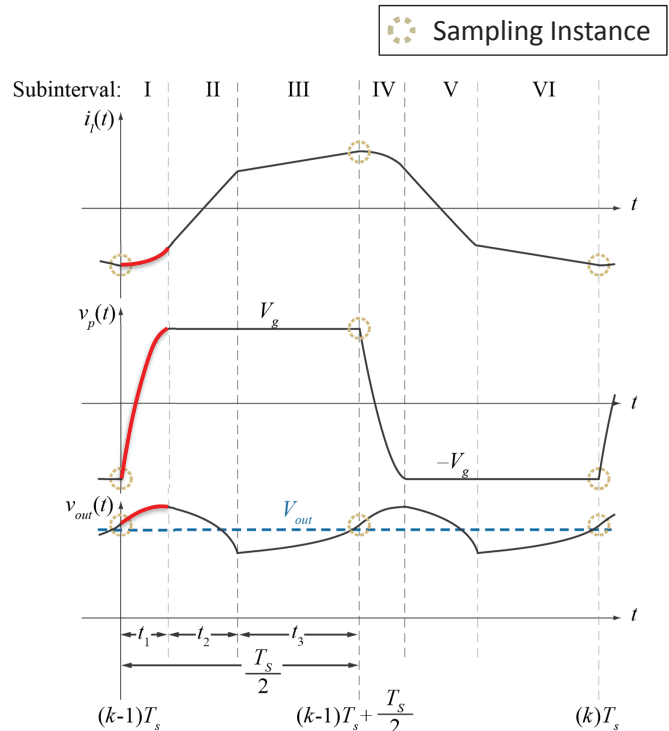 Sampling Instance
Subinterval: I II III IV V VI
i_l(t)
t
v_p(t)
V_g
t
–V_g
v_out(t)
V_out
t
t_1 t_2 t_3
T_S/2
(k-1)T_s (k-1)T_s + T_S/2 (k)T_s